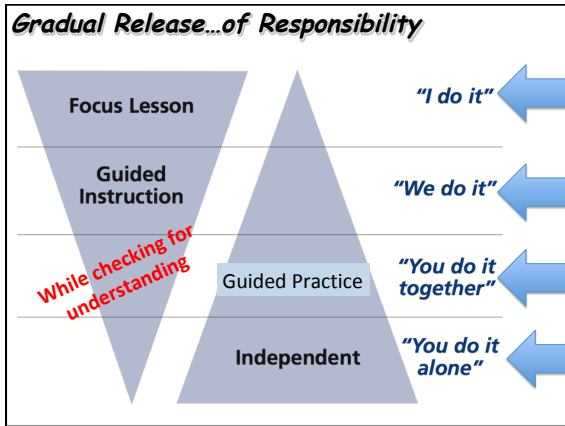 Gradual Release...of Responsibility
Focus Lesson
“I do it”
Guided
Instruction
“We do it”
While checking for
understanding
Guided Practice
“You do it
together”
Independent
“You do it
alone”